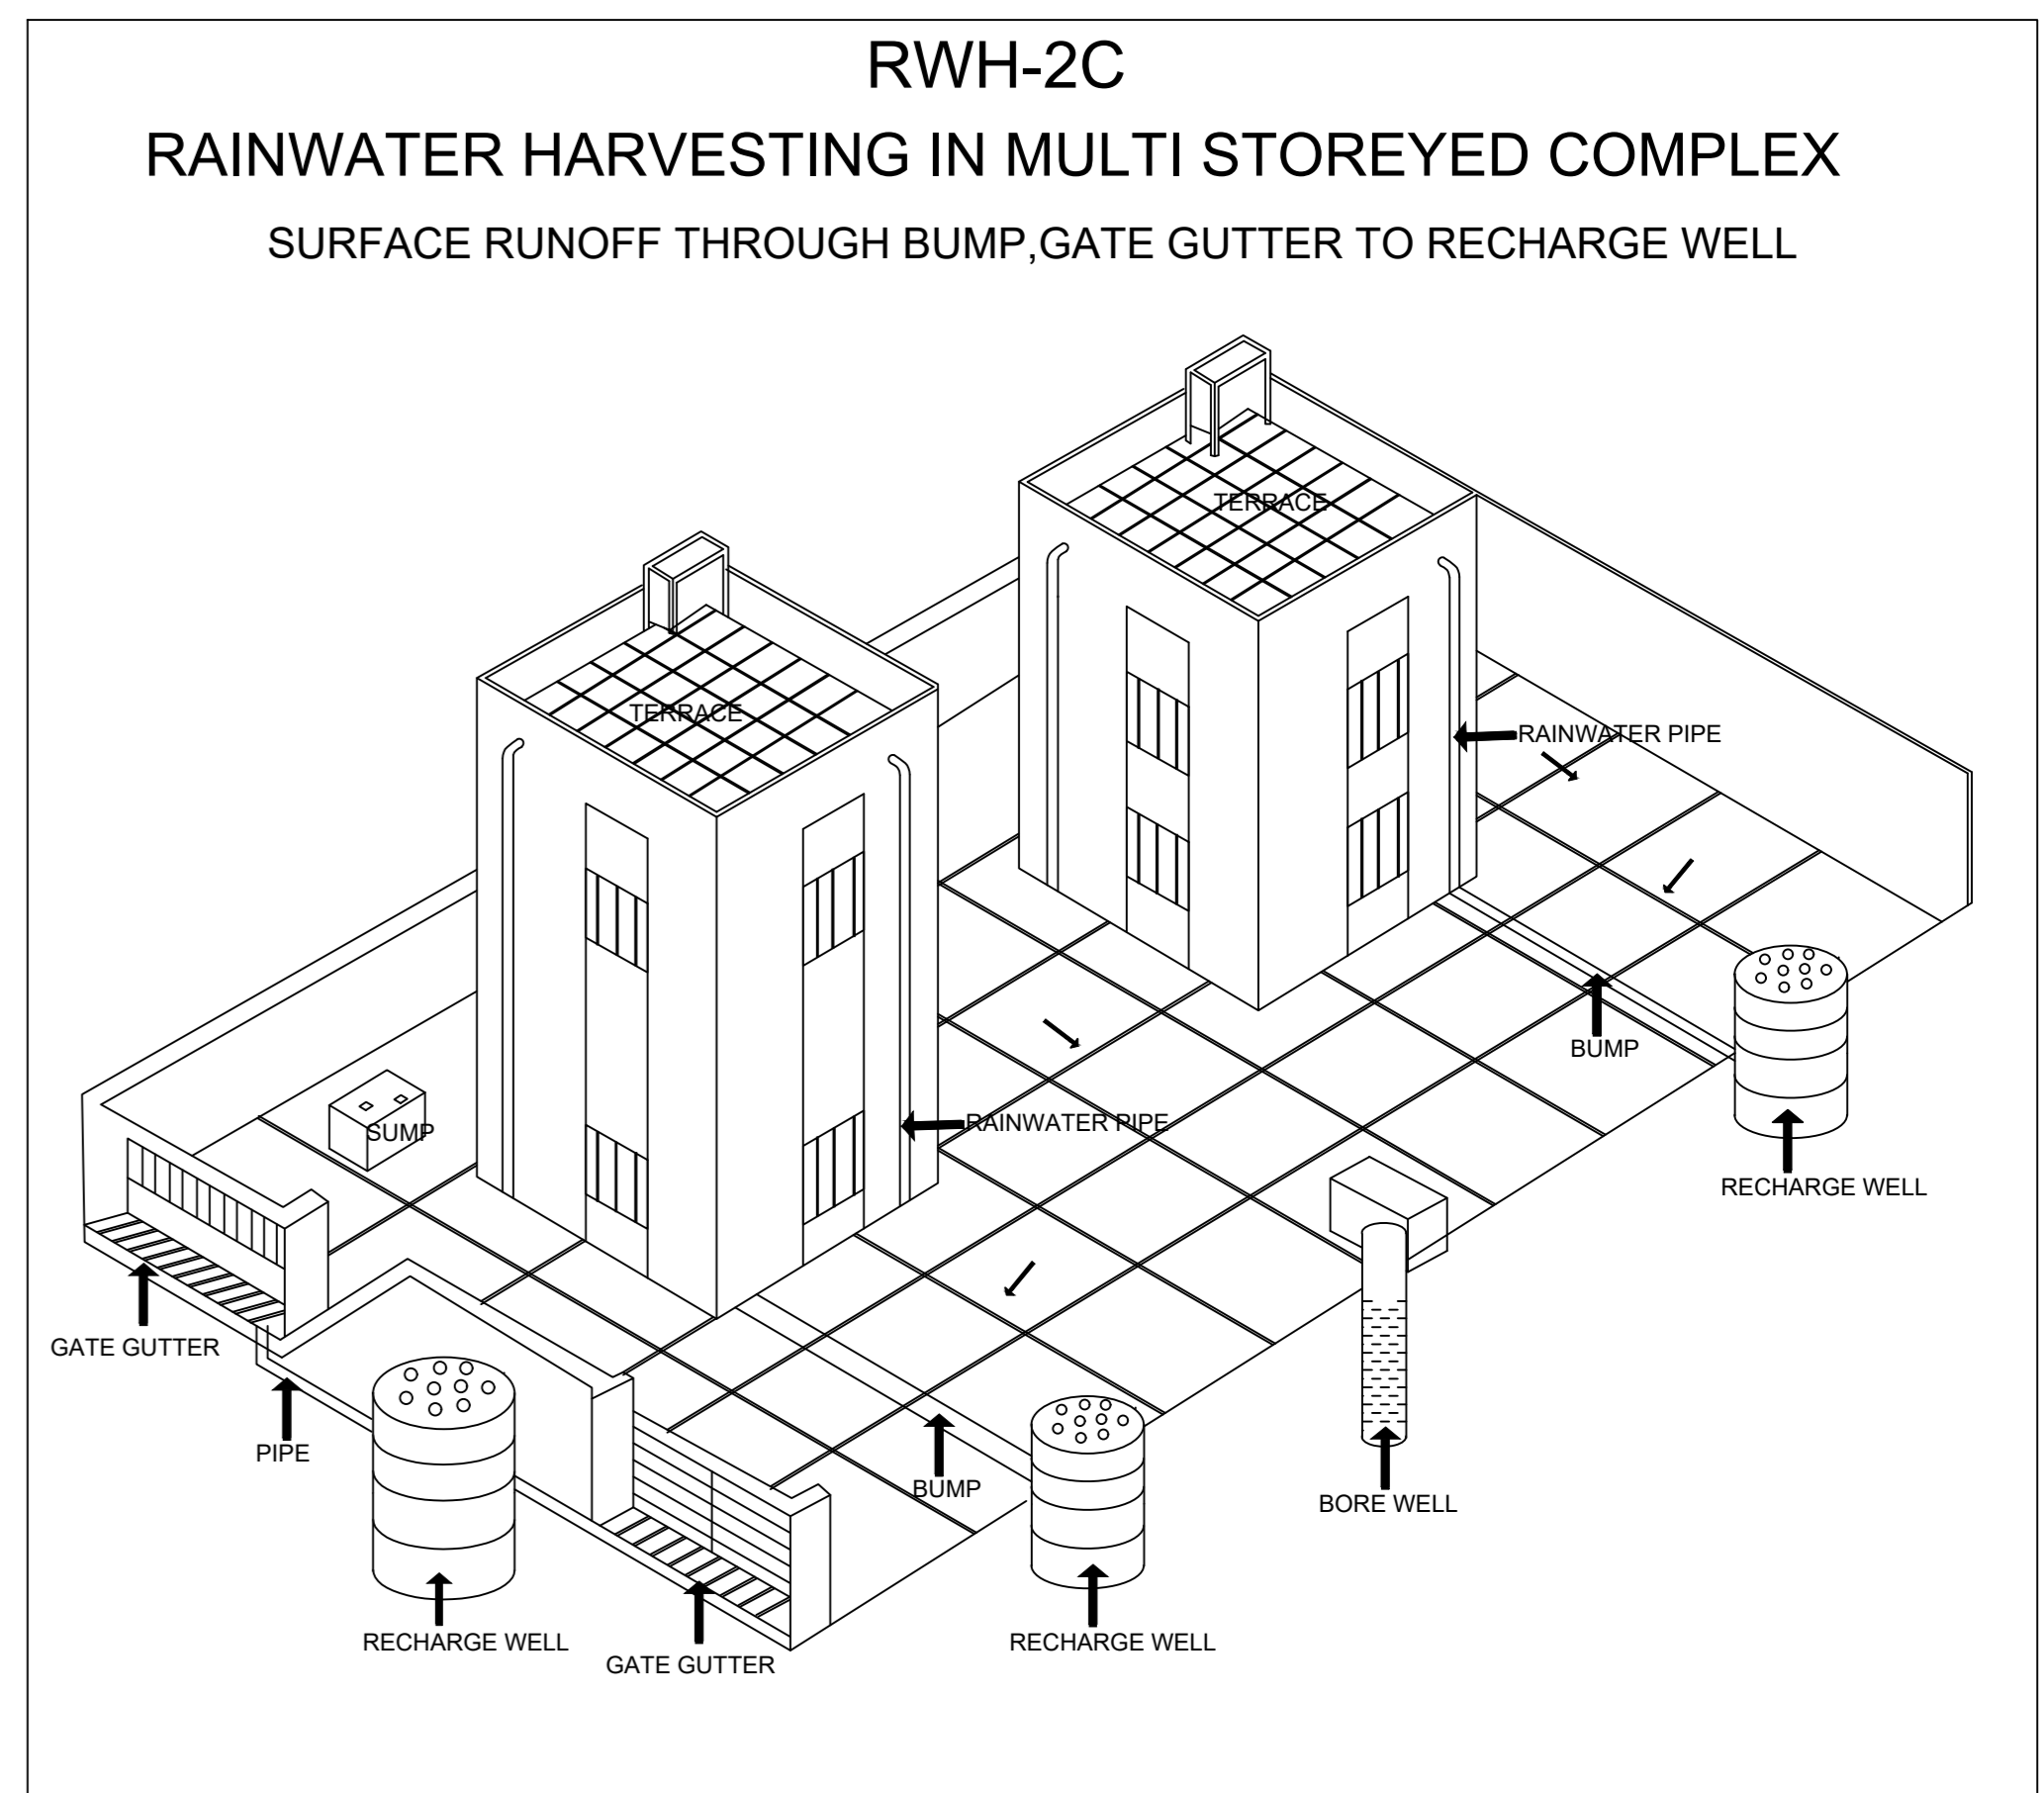 RWH-2C
RAINWATER HARVESTING IN MULTI STOREYED COMPLEX
SURFACE RUNOFF THROUGH BUMP,GATE GUTTER TO RECHARGE WELL
TERRACE
TERRACE
RAINWATER PIPE
BUMP
RAINWATER PIPE
SUMP
RECHARGE WELL
GATE GUTTER
PIPE
BUMP
BORE WELL
RECHARGE WELL
RECHARGE WELL
GATE GUTTER